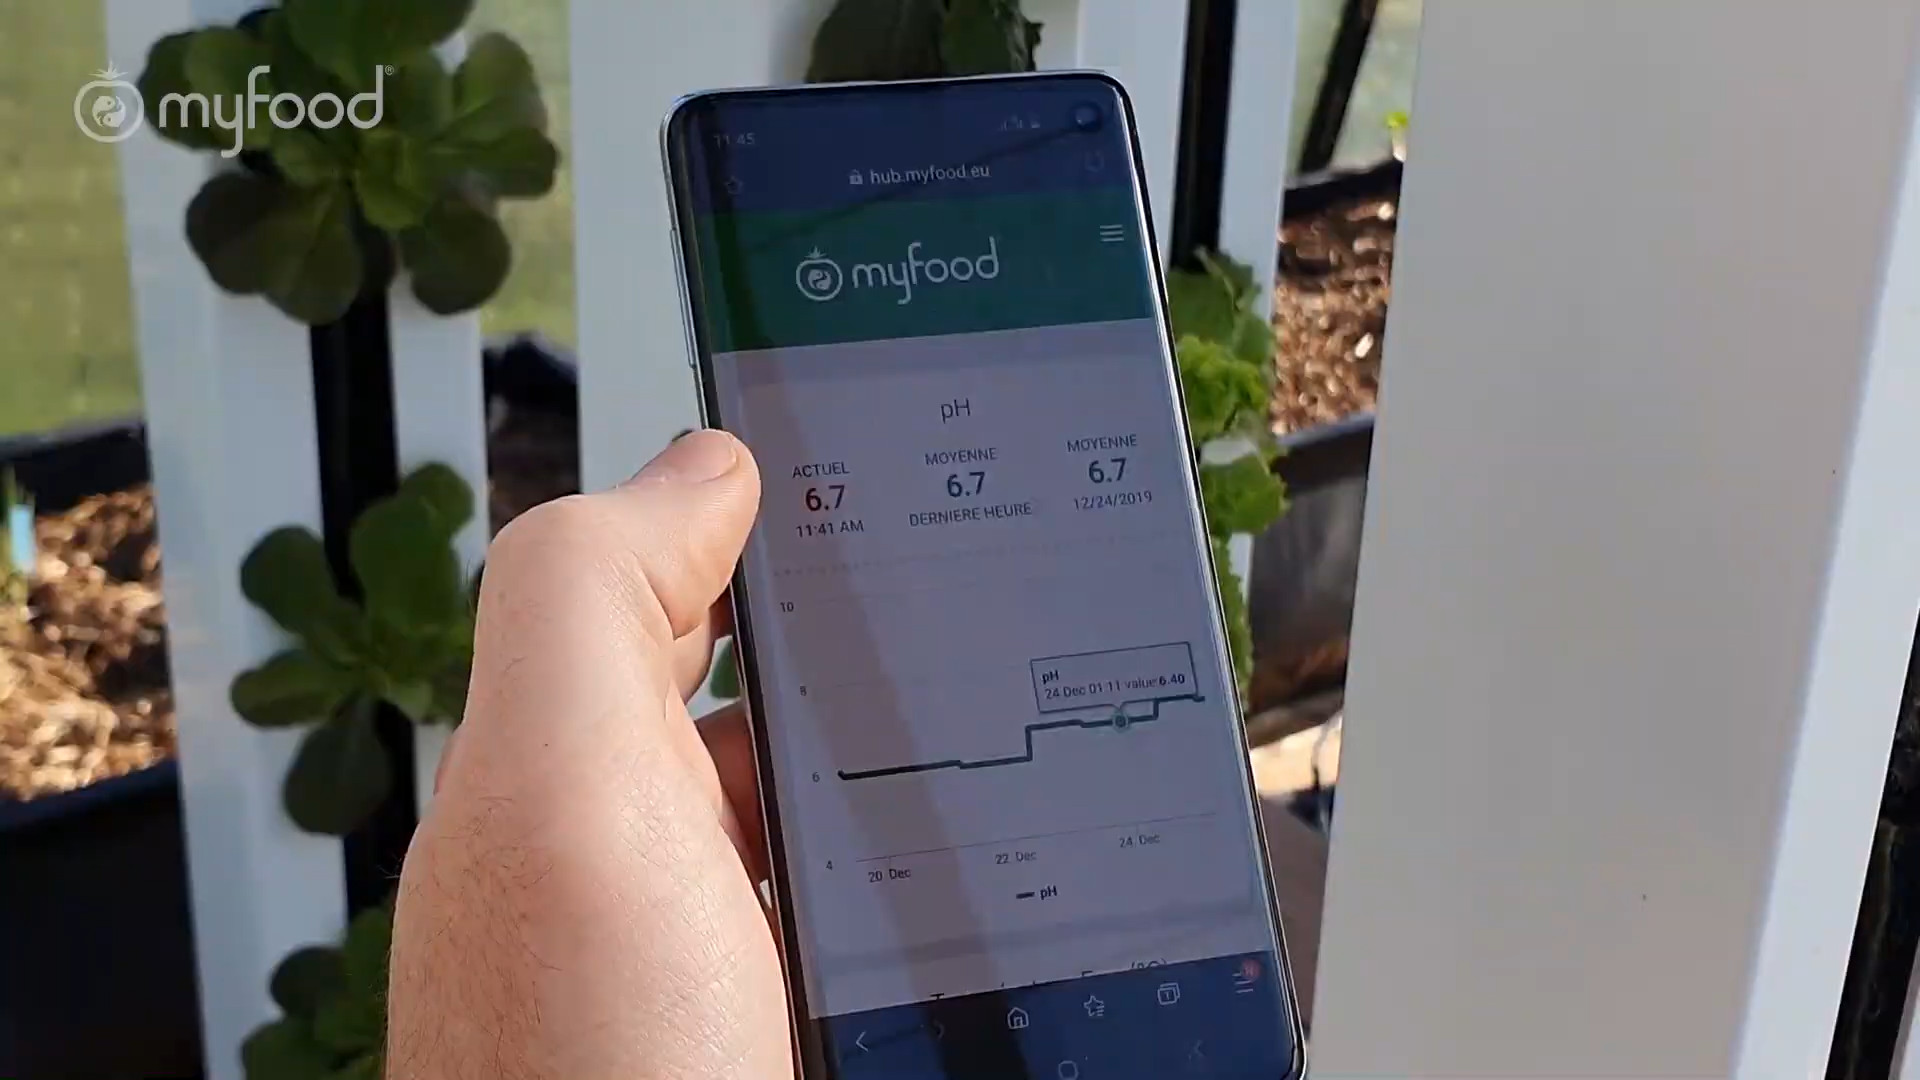 myfood®
11:45
hub.myfood.eu
myfood
pH
ACTUEL
6.7
11:41 AM
MOYENNE
6.7
DERNIERE HEURE
MOYENNE
6.7
12/24/2019
10
8
6
4
pH
24 Dec 01:11 value:6.40
20. Dec
22. Dec
24. Dec
pH